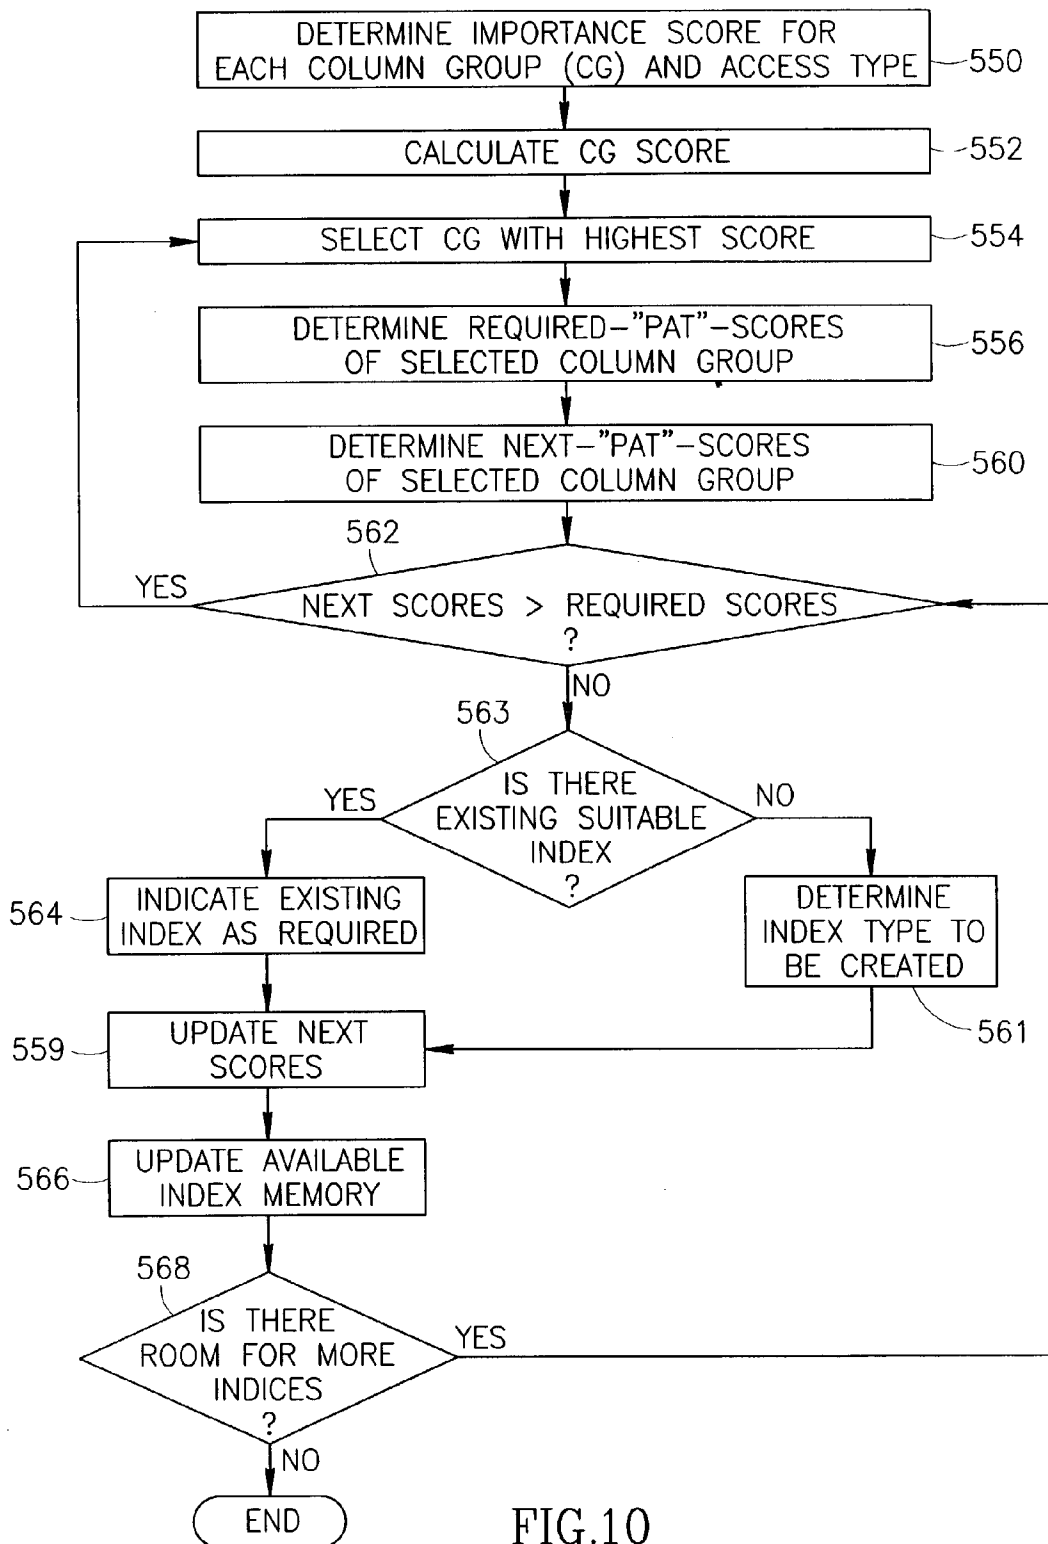 DETERMINE IMPORTANCE SCORE FOR
EACH COLUMN GROUP (CG) AND ACCESS TYPE
550
CALCULATE CG SCORE
552
SELECT CG WITH HIGHEST SCORE
554
DETERMINE REQUIRED-"PAT"-SCORES
OF SELECTED COLUMN GROUP
556
DETERMINE NEXT-"PAT"-SCORES
OF SELECTED COLUMN GROUP
560
562
YES
NEXT SCORES > REQUIRED SCORES
?
NO
563
IS THERE
EXISTING SUITABLE
INDEX
?
YES
NO
564
INDICATE EXISTING
INDEX AS REQUIRED
DETERMINE
INDEX TYPE TO
BE CREATED
561
559
UPDATE NEXT
SCORES
566
UPDATE AVAILABLE
INDEX MEMORY
568
IS THERE
ROOM FOR MORE
INDICES
?
YES
NO
END
FIG.10